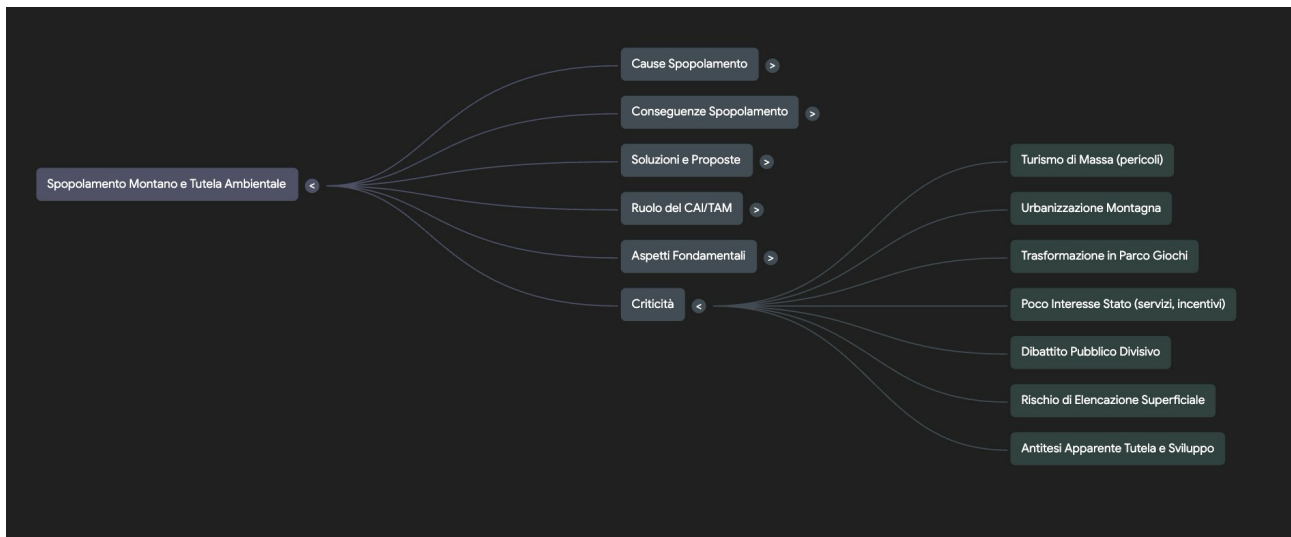 Spopolamento Montano e Tutela Ambientale
<
Cause Spopolamento
>
Conseguenze Spopolamento
>
Soluzioni e Proposte
>
Ruolo del CAI/TAM
>
Aspetti Fondamentali
>
Criticità
<
Turismo di Massa (pericoli)
Urbanizzazione Montagna
Trasformazione in Parco Giochi
Poco Interesse Stato (servizi, incentivi)
Dibattito Pubblico Divisivo
Rischio di Elencazione Superficiale
Antitesi Apparente Tutela e Sviluppo